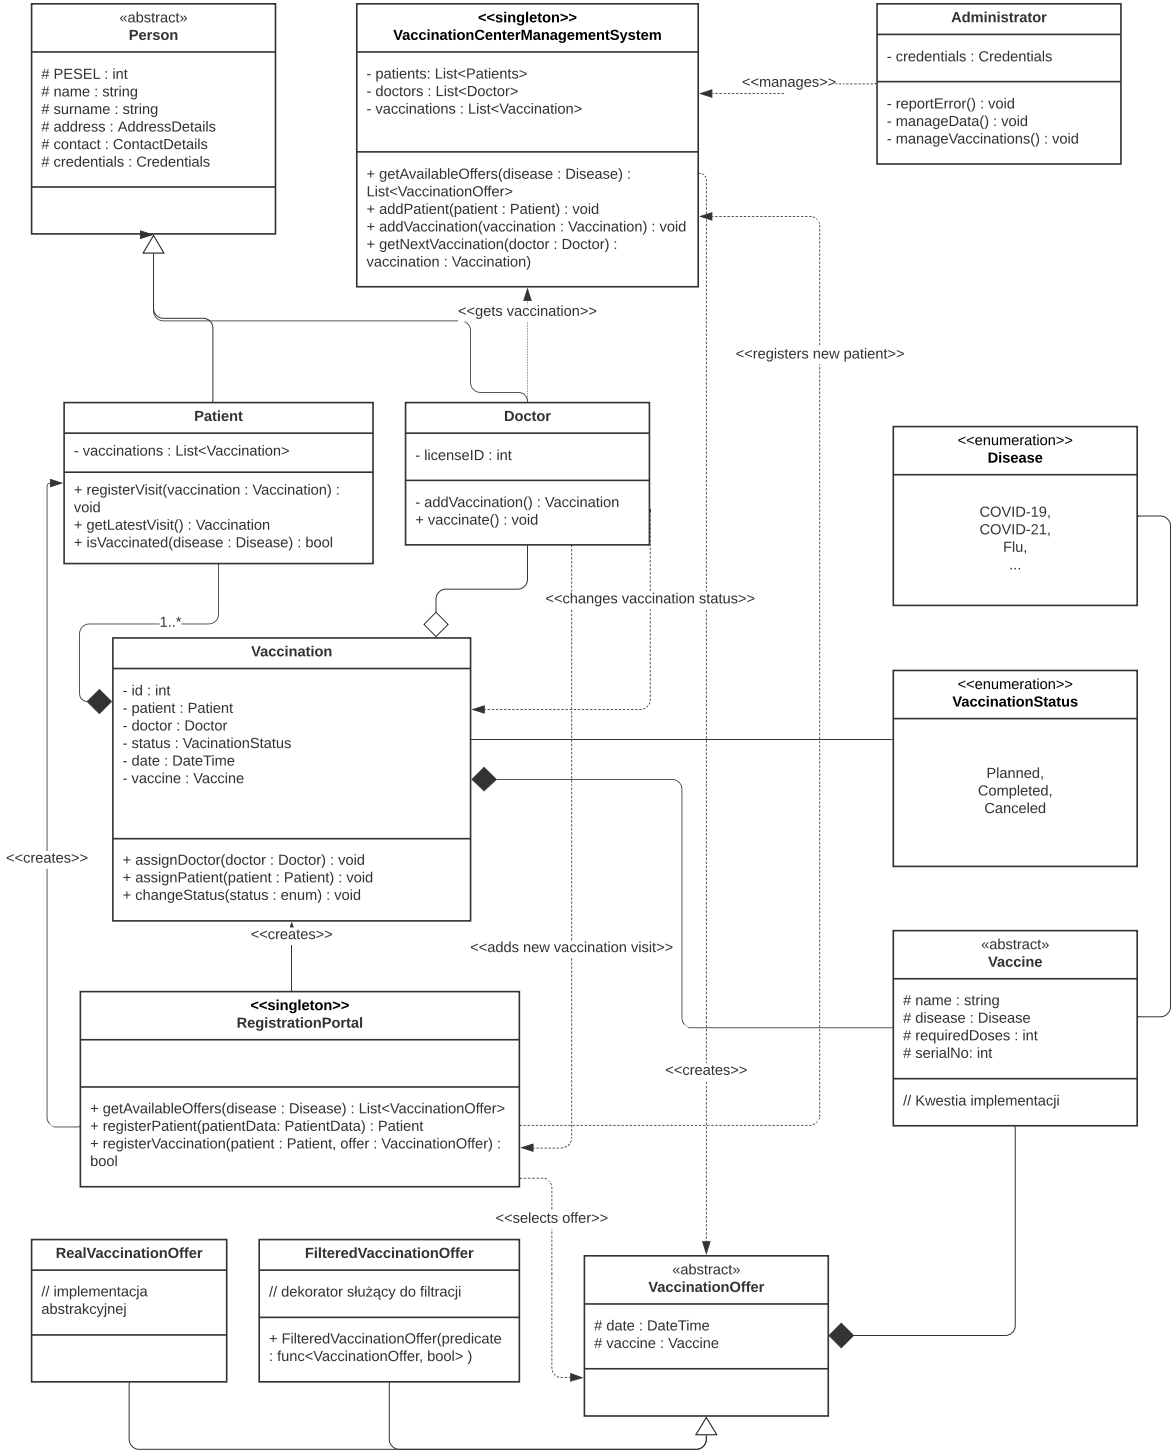 «abstract»
Person
# PESEL : int
# name : string
# surname : string
# address : AddressDetails
# contact : ContactDetails
# credentials : Credentials
<<singleton>>
VaccinationCenterManagementSystem
- patients: List<Patients>
- doctors : List<Doctor>
- vaccinations : List<Vaccination>
+ getAvailableOffers(disease : Disease) :
List<VaccinationOffer>
+ addPatient(patient : Patient) : void
+ addVaccination(vaccination : Vaccination) : void
+ getNextVaccination(doctor : Doctor) :
vaccination : Vaccination)
Administrator
- credentials : Credentials
- reportError() : void
- manageData() : void
- manageVaccinations() : void
<<manages>>
<<gets vaccination>>
<<registers new patient>>
Patient
- vaccinations : List<Vaccination>
+ registerVisit(vaccination : Vaccination) :
void
+ getLatestVisit() : Vaccination
+ isVaccinated(disease : Disease) : bool
Doctor
- licenseID : int
- addVaccination() : Vaccination
+ vaccinate() : void
<<enumeration>>
Disease
COVID-19,
COVID-21,
Flu,
...
<<changes vaccination status>>
1..*
Vaccination
- id : int
- patient : Patient
- doctor : Doctor
- status : VacinationStatus
- date : DateTime
- vaccine : Vaccine
+ assignDoctor(doctor : Doctor) : void
+ assignPatient(patient : Patient) : void
+ changeStatus(status : enum) : void
<<enumeration>>
VaccinationStatus
Planned,
Completed,
Canceled
<<creates>>
<<creates>>
<<adds new vaccination visit>>
«abstract»
Vaccine
# name : string
# disease : Disease
# requiredDoses : int
# serialNo: int
// Kwestia implementacji
<<singleton>>
RegistrationPortal
+ getAvailableOffers(disease : Disease) : List<VaccinationOffer>
+ registerPatient(patientData: PatientData) : Patient
+ registerVaccination(patient : Patient, offer : VaccinationOffer) :
bool
<<creates>>
<<selects offer>>
RealVaccinationOffer
// implementacja
abstrakcyjnej
FilteredVaccinationOffer
// dekorator służący do filtracji
+ FilteredVaccinationOffer(predicate
: func<VaccinationOffer, bool> )
«abstract»
VaccinationOffer
# date : DateTime
# vaccine : Vaccine